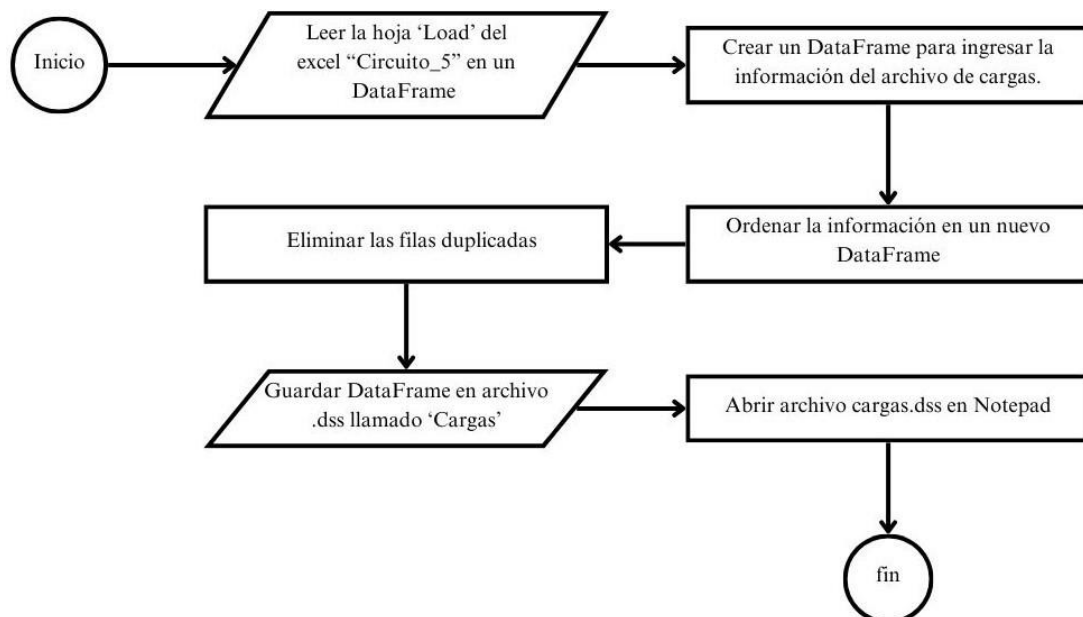 Inicio
Leer la hoja ‘Load’ del
excel “Circuito_5” en un
DataFrame
Crear un DataFrame para ingresar la
información del archivo de cargas.
Ordenar la información en un nuevo
DataFrame
Eliminar las filas duplicadas
Guardar DataFrame en archivo
.dss llamado ‘Cargas’
Abrir archivo cargas.dss en Notepad
fin